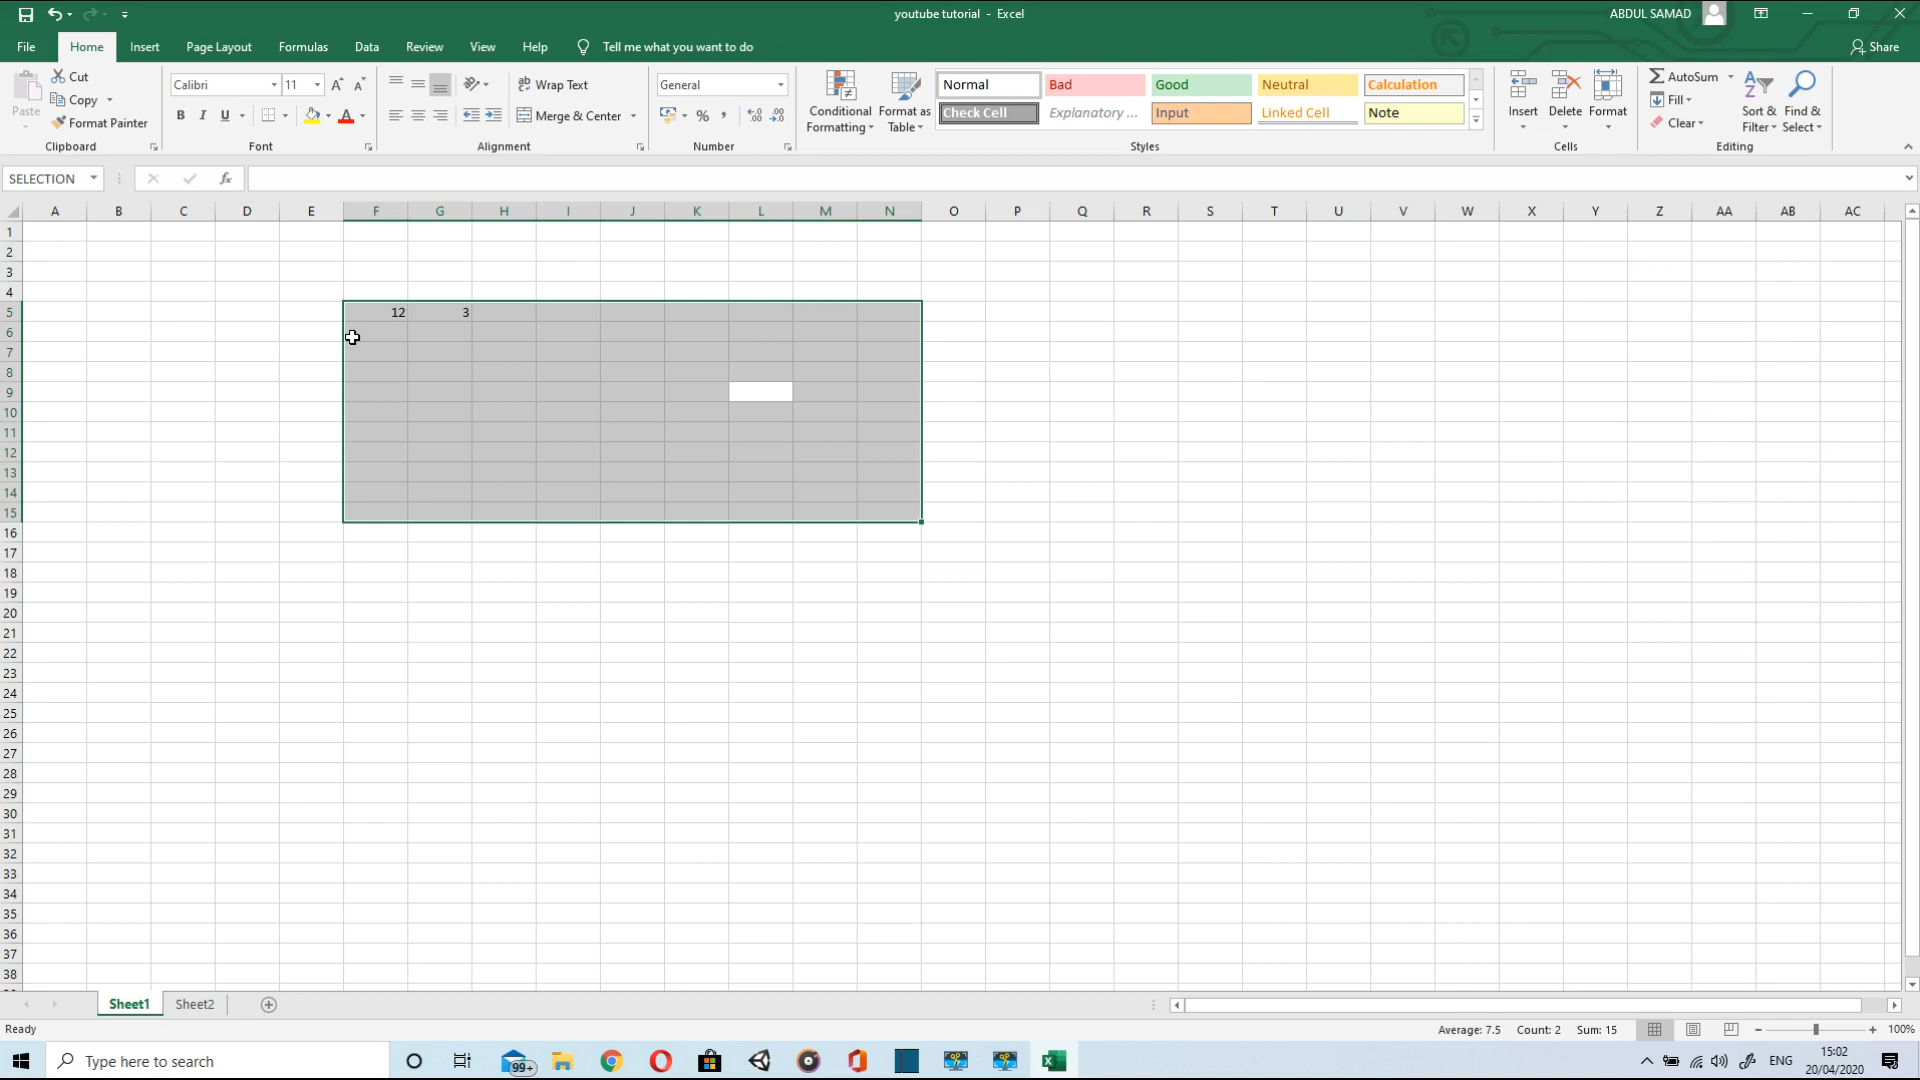 youtube tutorial - Excel
ABDUL SAMAD
File Home Insert Page Layout Formulas Data Review View Help Tell me what you want to do Share
Paste
Cut
Copy
Format Painter
Clipboard
Calibri 11
B I U
Font
Wrap Text
Merge & Center
Alignment
General
%
Number
Conditional Formatting
Format as Table
Normal Bad Good Neutral Calculation
Check Cell Explanatory ... Input Linked Cell Note
Styles
Insert Delete Format
Cells
AutoSum
Fill
Clear
Sort & Filter
Find & Select
Editing
SELECTION
fx
A B C D E F G H I J K L M N O P Q R S T U V W X Y Z AA AB AC
1
2
3
4
5 12 3
6
7
8
9
10
11
12
13
14
15
16
17
18
19
20
21
22
23
24
25
26
27
28
29
30
31
32
33
34
35
36
37
38
Sheet1 Sheet2
Ready Average: 7.5 Count: 2 Sum: 15 100%
Type here to search
99+
ENG
15:02
20/04/2020